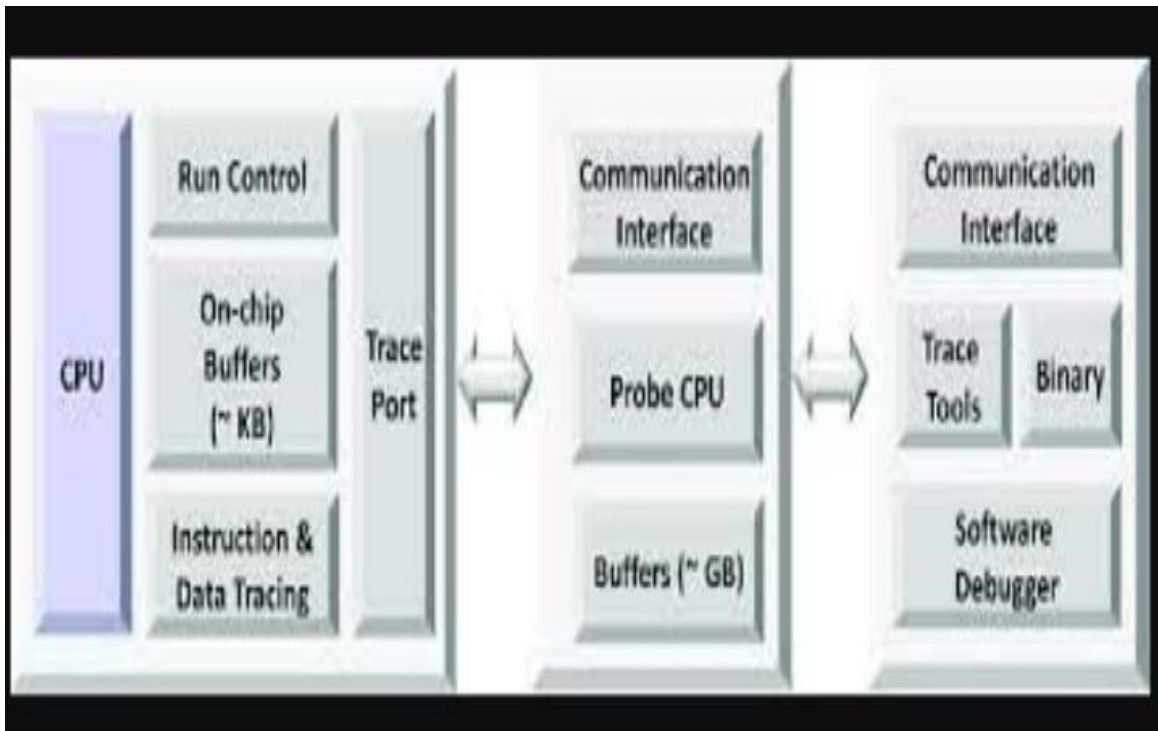 CPU
Run Control
On-chip
Buffers
(~ KB)
Instruction &
Data Tracing
Trace
Port
Communication
Interface
Probe CPU
Buffers (~ GB)
Communication
Interface
Trace
Tools
Binary
Software
Debugger